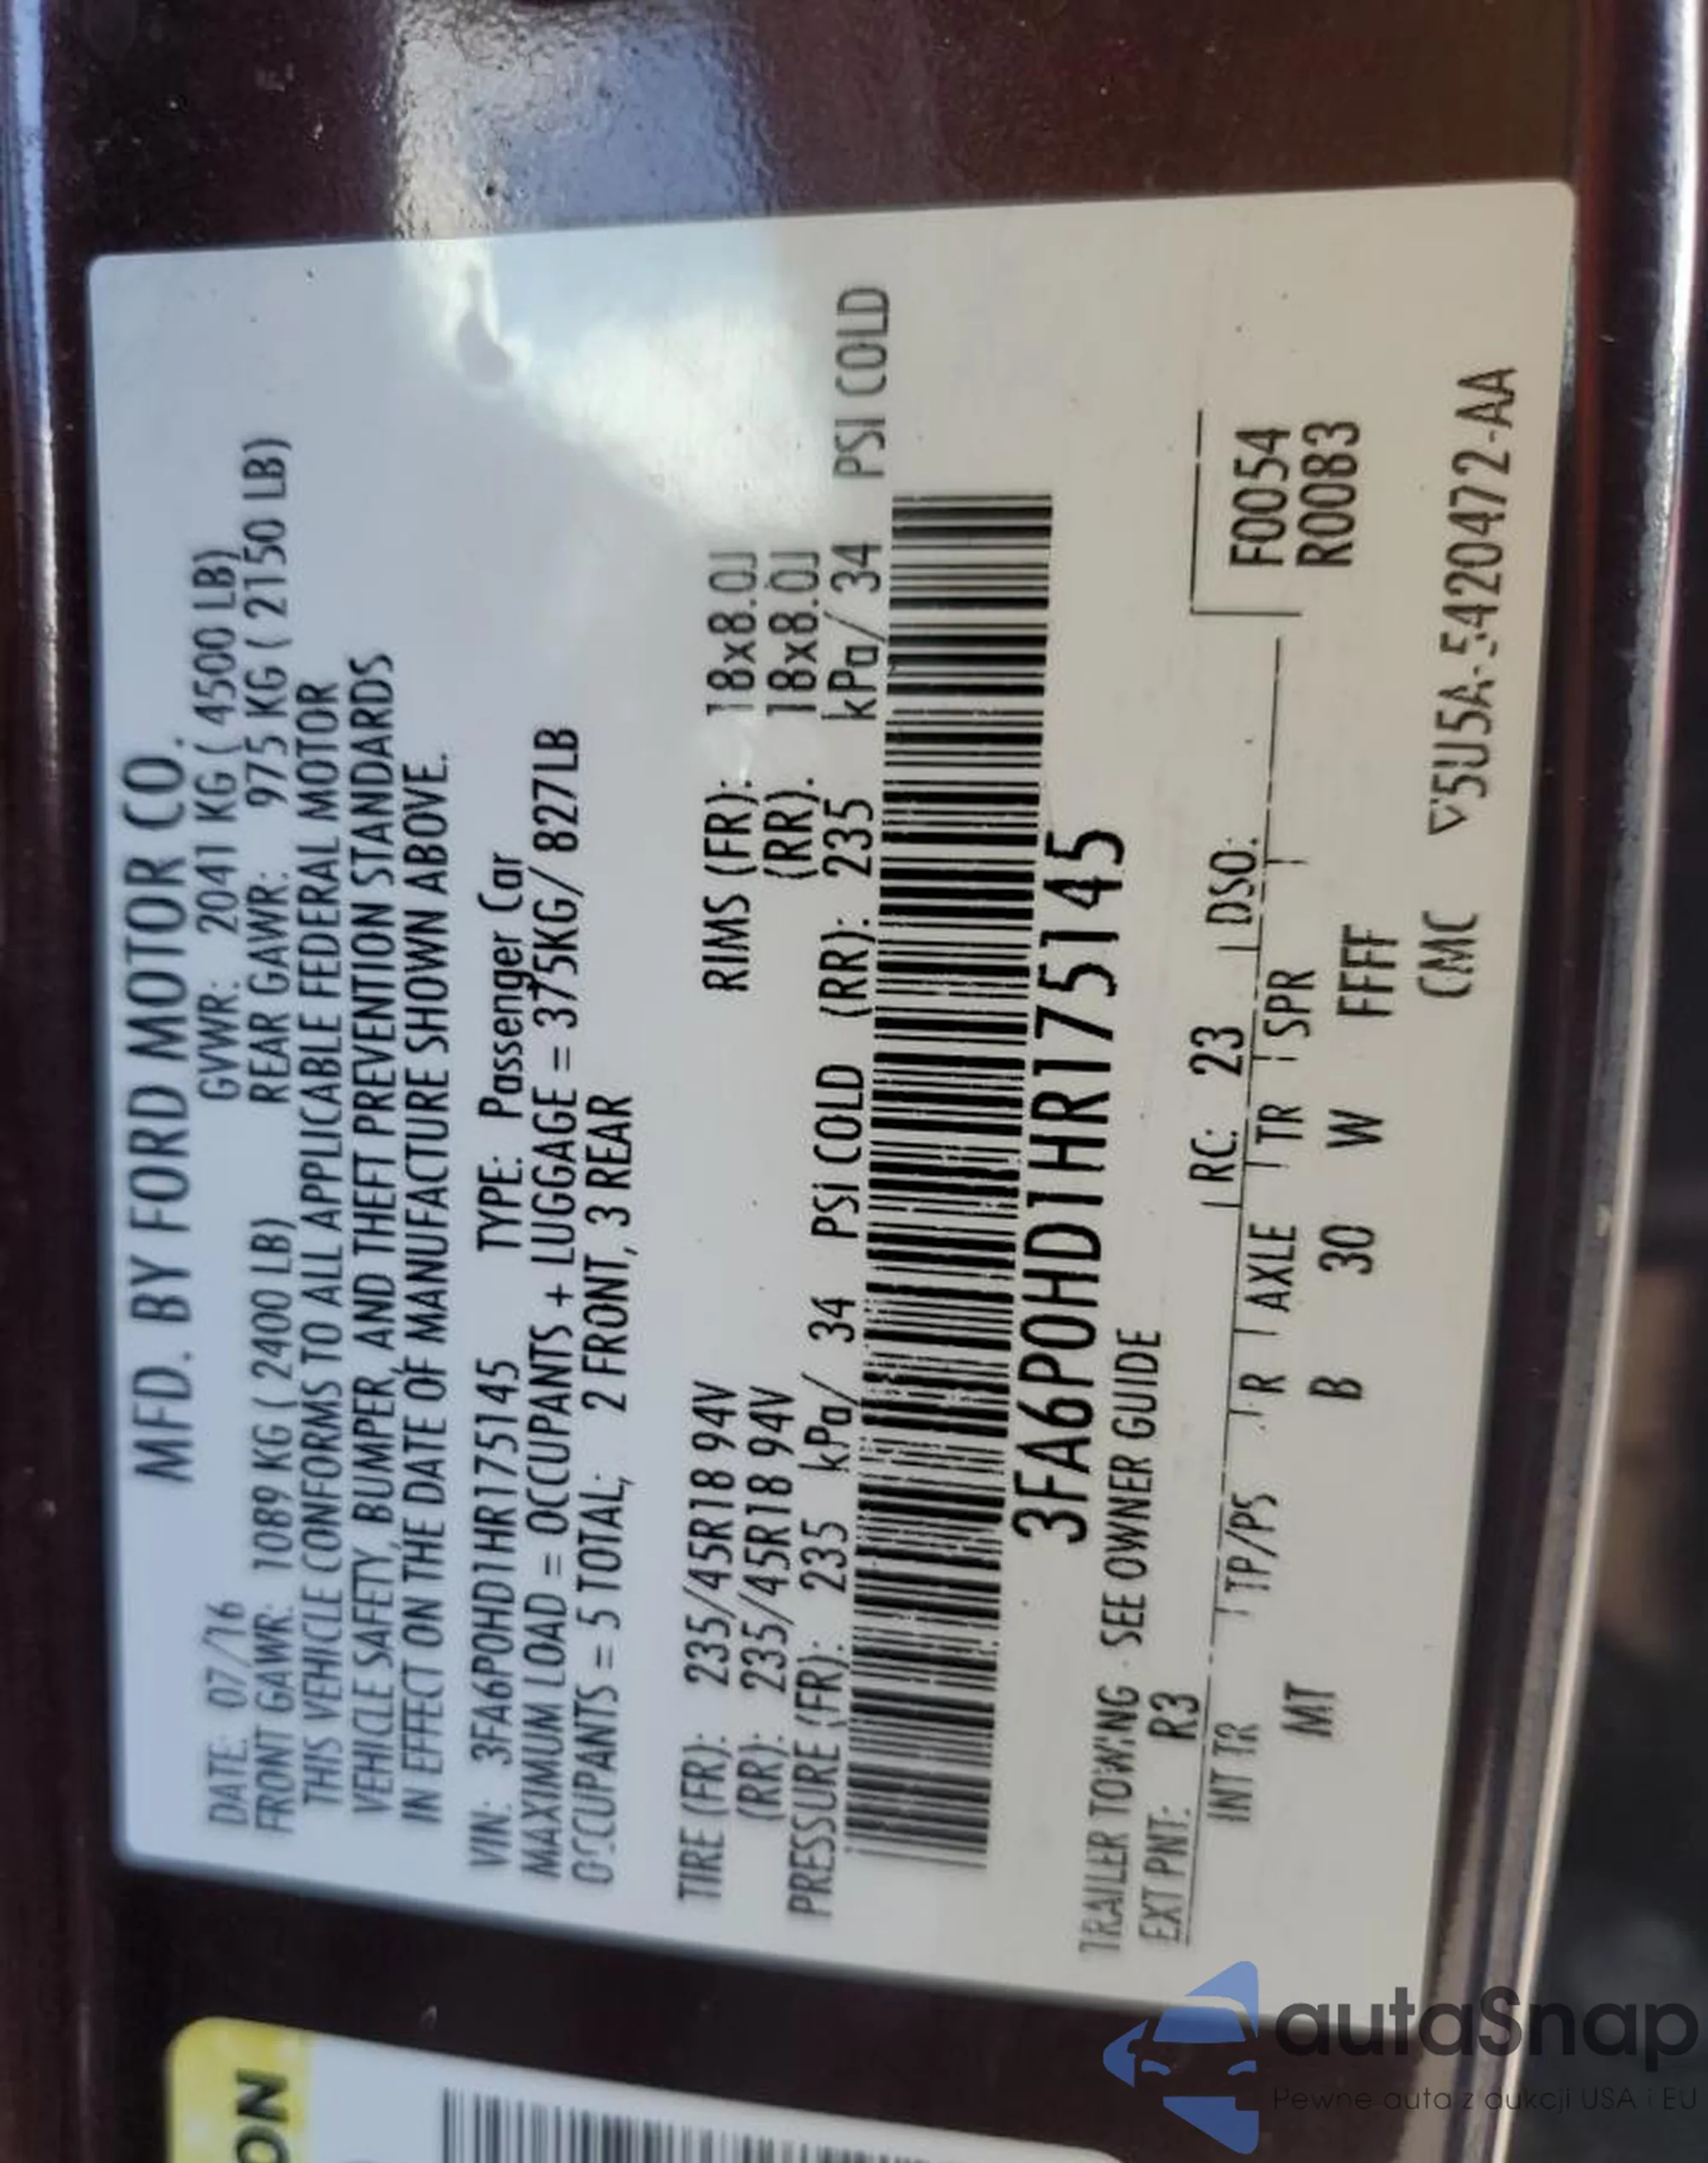 MFD. BY FORD MOTOR CO.
DATE: 07/16 GVWR: 2041 KG ( 4500 LB)
FRONT GAWR: 1089 KG ( 2400 LB) REAR GAWR: 975 KG ( 2150 LB)
THIS VEHICLE CONFORMS TO ALL APPLICABLE FEDERAL MOTOR
VEHICLE SAFETY, BUMPER, AND THEFT PREVENTION STANDARDS
IN EFFECT ON THE DATE OF MANUFACTURE SHOWN ABOVE.
VIN: 3FA6P0HD1HR175145 TYPE: Passenger Car
MAXIMUM LOAD = OCCUPANTS + LUGGAGE = 375KG/ 827LB
OCCUPANTS = 5 TOTAL; 2 FRONT, 3 REAR
TIRE (FR): 235/45R18 94V RIMS (FR): 18x8.0J
(RR): 235/45R18 94V (RR): 18x8.0J
PRESSURE (FR): 235 kPa/ 34 PSI COLD (RR): 235 kPa/ 34 PSI COLD
3FA6P0HD1HR175145
TRAILER TOWING - SEE OWNER GUIDE
EXT PNT: R3 RC: 23 DSO:
INT TR TP/PS R AXLE TR SPR
F0054
MT B 30 W FFFF R0083
CMC 5U5A-5420472-AA
ON
autaSnap
Pewne auta z aukcji USA i EU